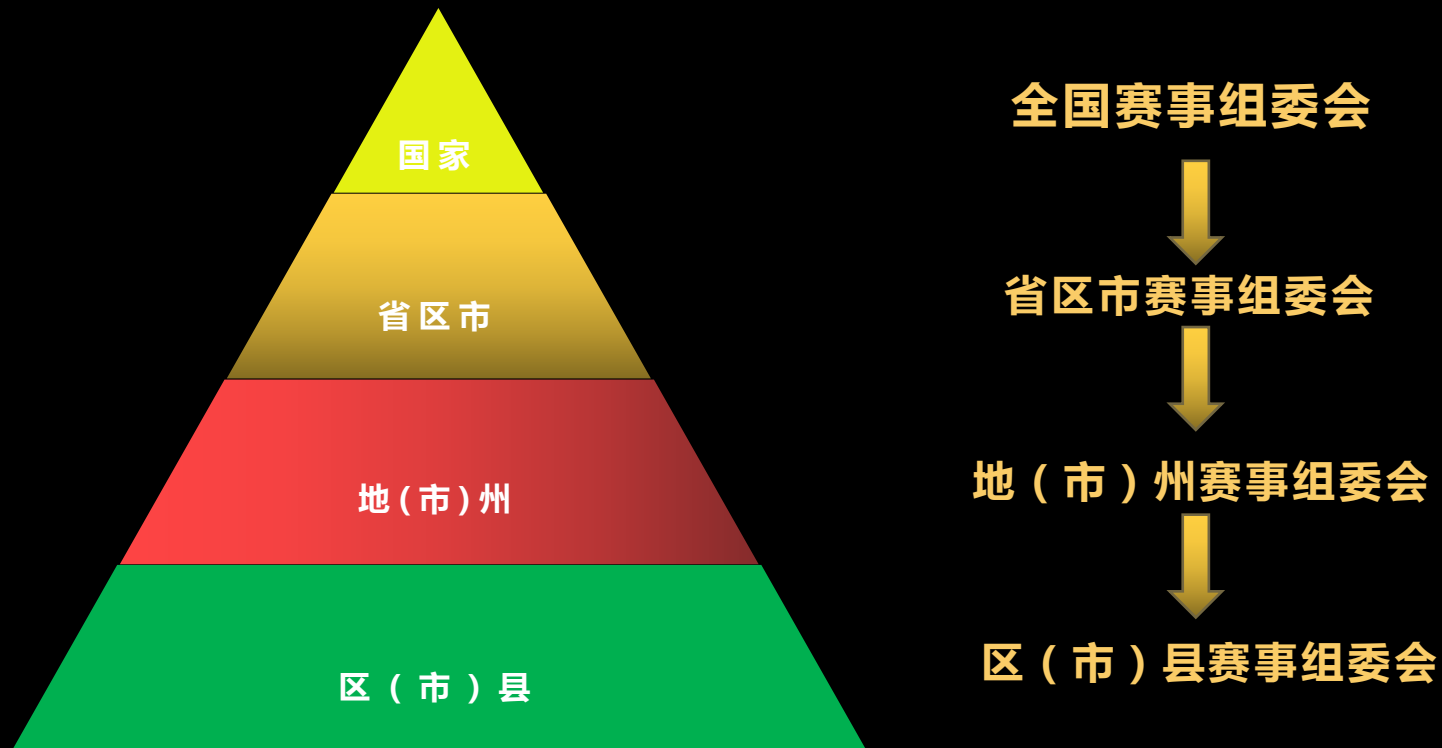 国家
省区市
地(市)州
区(市)县
全国赛事组委会
省区市赛事组委会
地(市)州赛事组委会
区(市)县赛事组委会